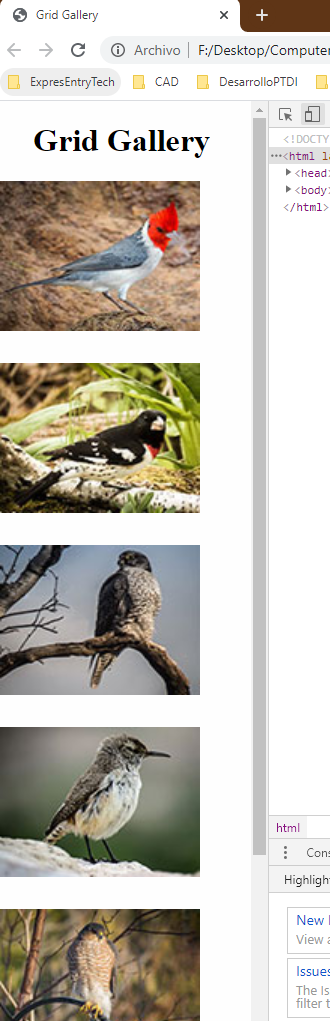 Grid Gallery
Archivo | F:/Desktop/Computer
ExpresEntryTech CAD DesarrolloPTDI
Grid Gallery
<!DOCTY
<html la
<head
<body
</html>
html
Cons
Highligh
New
View a
Issues
The Is
filter t